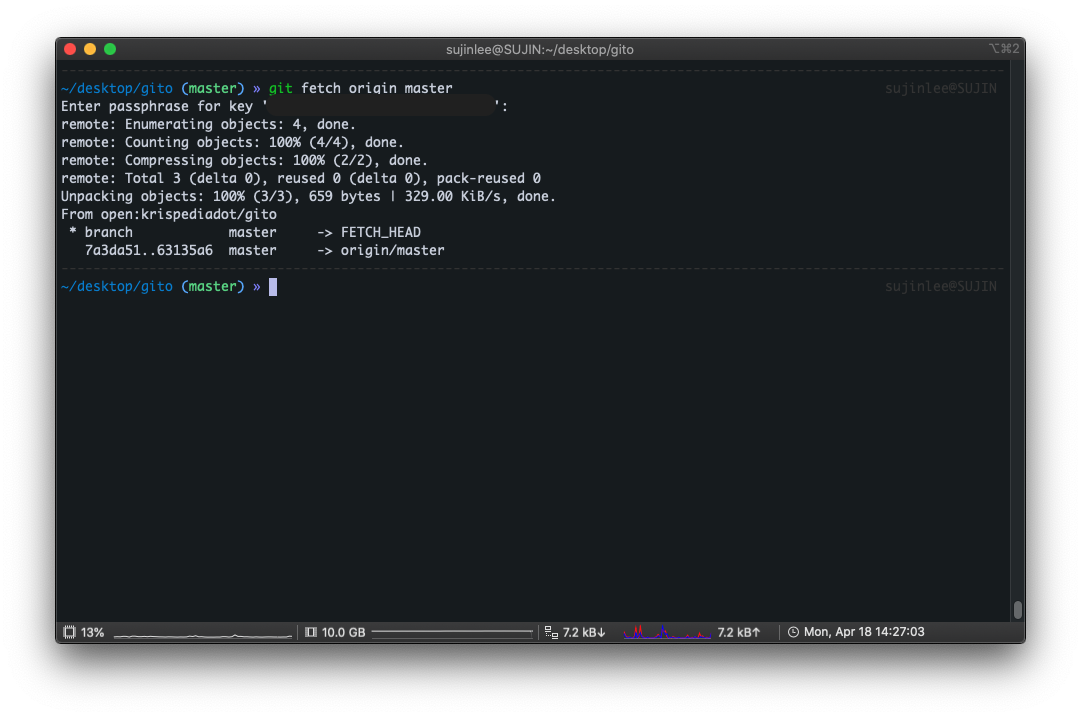 sujinlee@SUJIN:~/desktop/gito ⌥⌘2
~/desktop/gito (master) » git fetch origin master sujinlee@SUJIN
Enter passphrase for key ' ':
remote: Enumerating objects: 4, done.
remote: Counting objects: 100% (4/4), done.
remote: Compressing objects: 100% (2/2), done.
remote: Total 3 (delta 0), reused 0 (delta 0), pack-reused 0
Unpacking objects: 100% (3/3), 659 bytes | 329.00 KiB/s, done.
From open:krispediadot/gito
 * branch            master     -> FETCH_HEAD
   7a3da51..63135a6  master     -> origin/master
~/desktop/gito (master) » sujinlee@SUJIN
13% 10.0 GB 7.2 kB↓ 7.2 kB↑ Mon, Apr 18 14:27:03